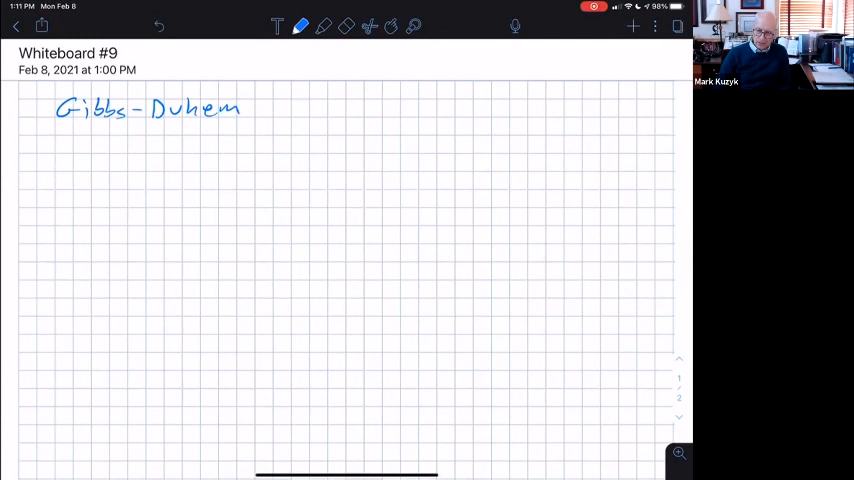 1:11 PM Mon Feb 8
98%
Whiteboard #9
Feb 8, 2021 at 1:00 PM
Gibbs-Duhem
Mark Kuzyk
1
/
2